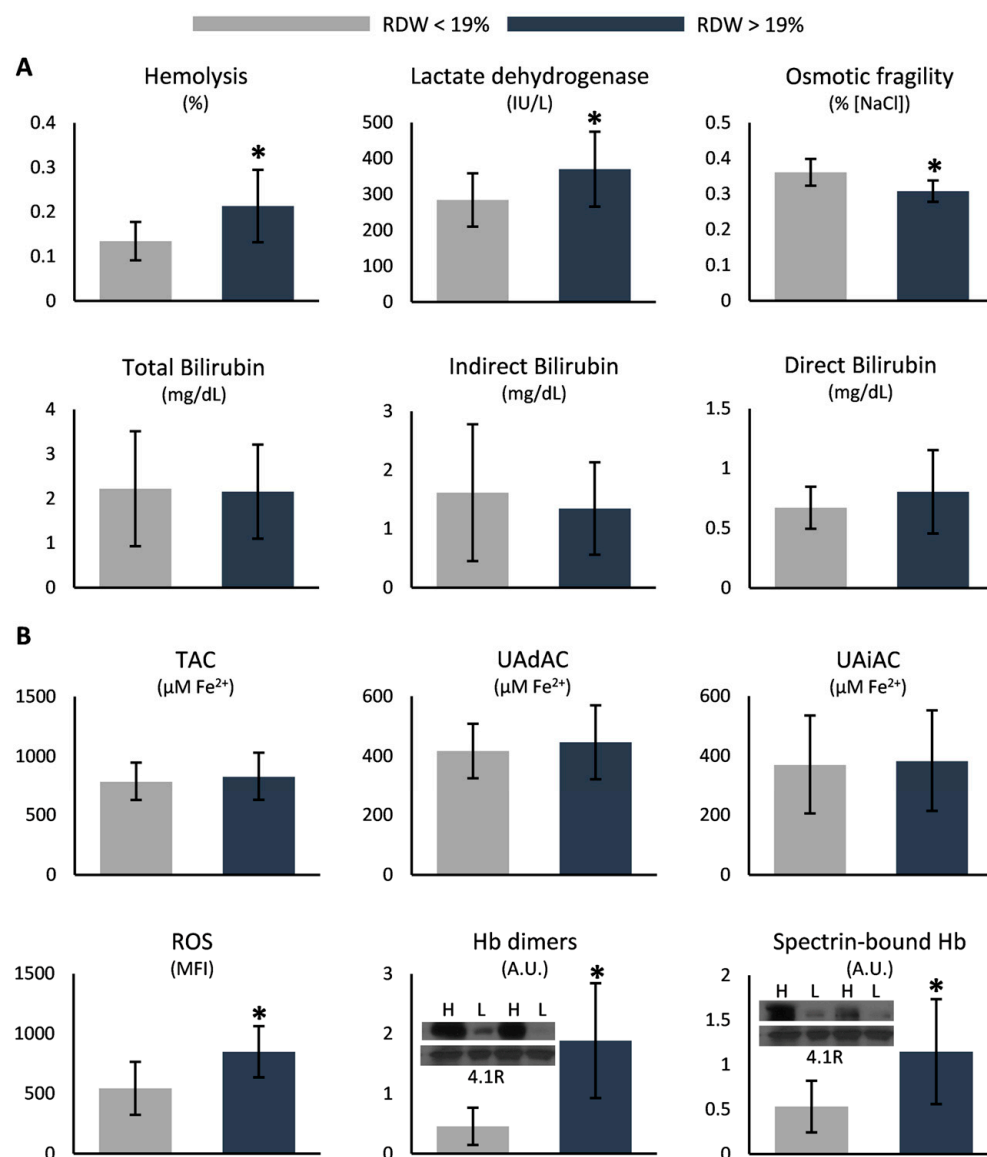 RDW < 19% RDW > 19%
A
Hemolysis
(%)
0.4
0.3
0.2
0.1
0
*
Lactate dehydrogenase
(IU/L)
500
400
300
200
100
0
*
Osmotic fragility
(% [NaCl])
0.5
0.4
0.3
0.2
0.1
0
*
Total Bilirubin
(mg/dL)
4
3
2
1
0
Indirect Bilirubin
(mg/dL)
3
2
1
0
Direct Bilirubin
(mg/dL)
1.5
1
0.5
0
B
TAC
(µM Fe²⁺)
1500
1000
500
0
UAdAC
(µM Fe²⁺)
600
400
200
0
UAiAC
(µM Fe²⁺)
600
400
200
0
ROS
(MFI)
1500
1000
500
0
*
Hb dimers
(A.U.)
3
2
1
0
H L H L
4.1R
*
Spectrin-bound Hb
(A.U.)
2
1.5
1
0.5
0
H L H L
4.1R
*